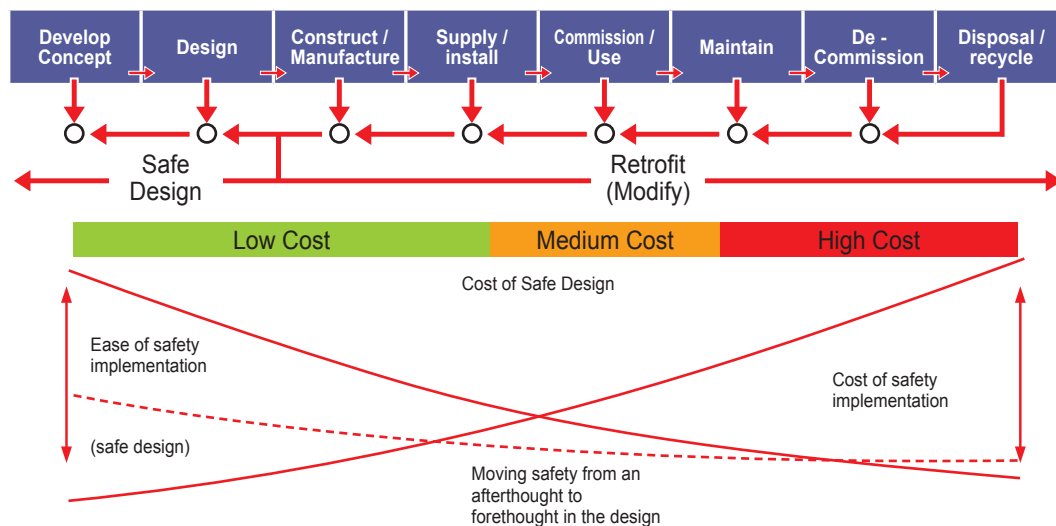 Develop
Concept
Design
Construct /
Manufacture
Supply /
install
Commission /
Use
Maintain
De -
Commission
Disposal /
recycle
Safe
Design
Retrofit
(Modify)
Low Cost
Medium Cost
High Cost
Cost of Safe Design
Ease of safety
implementation
(safe design)
Cost of safety
implementation
Moving safety from an
afterthought to
forethought in the design